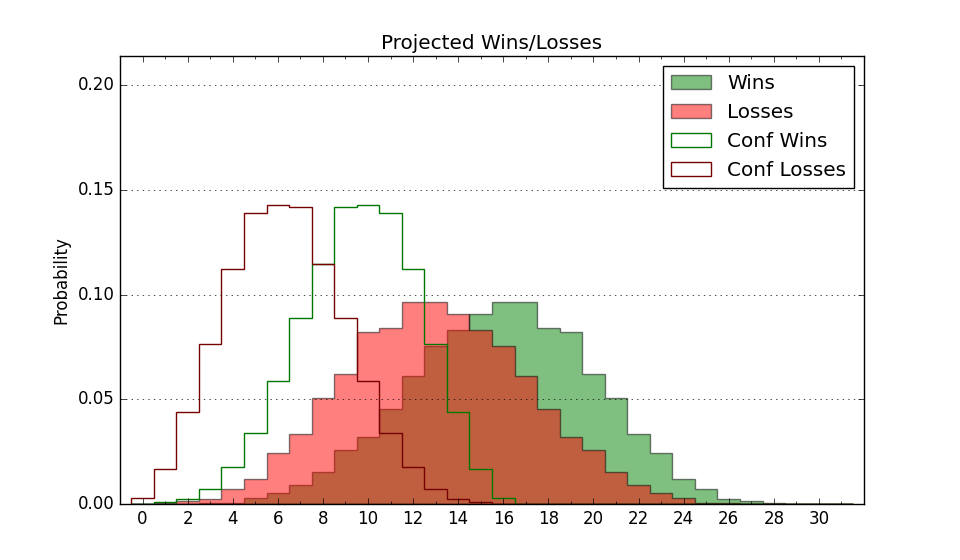 Projected Wins/Losses
Wins
Losses
Conf Wins
Conf Losses
Probability
0.20
0.15
0.10
0.05
0.00
0 2 4 6 8 10 12 14 16 18 20 22 24 26 28 30